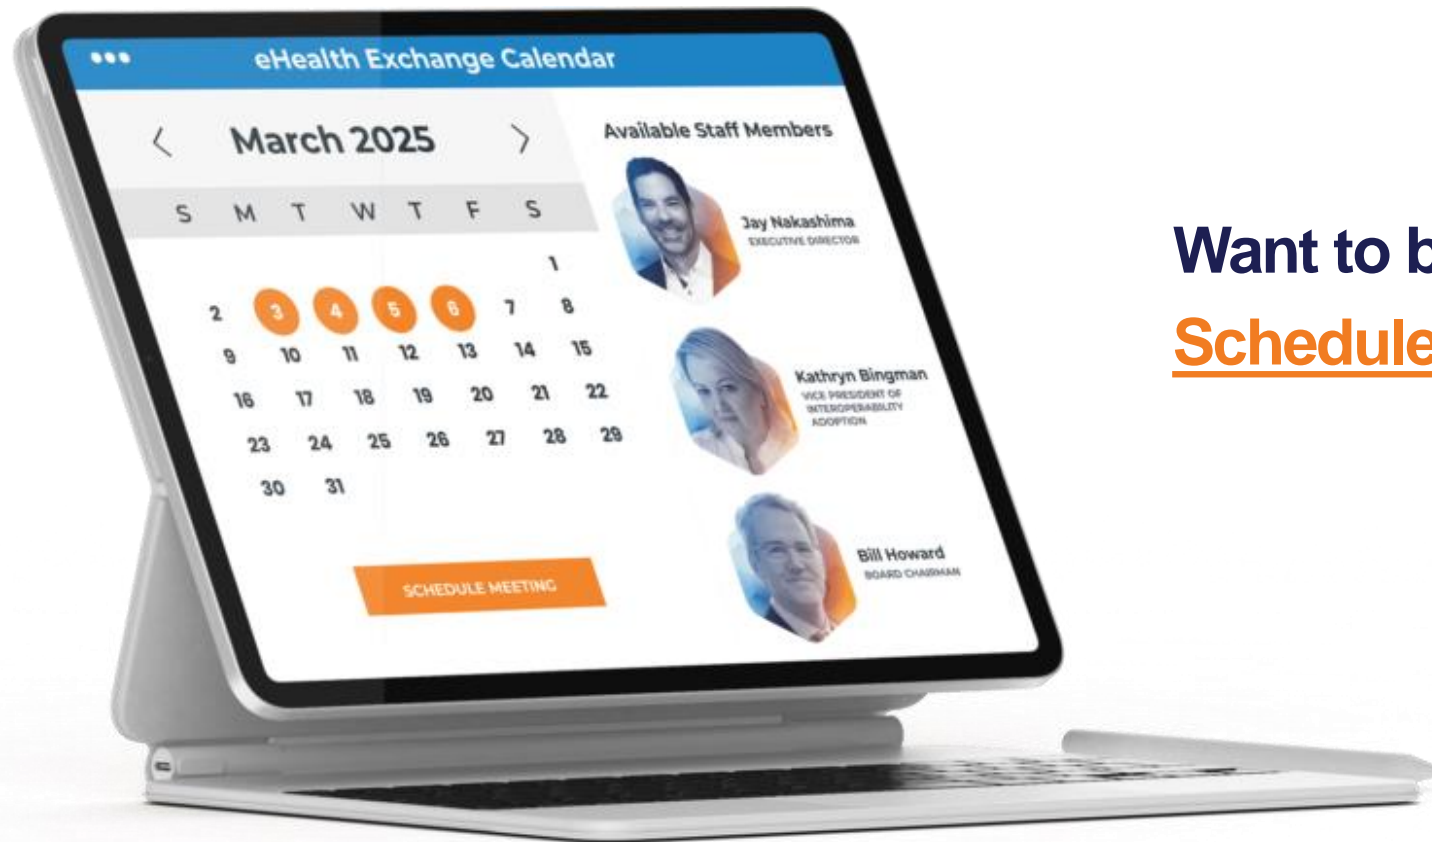 eHealth Exchange Calendar
March 2025
S M T W T F S
1
2 3 4 5 6 7 8
9 10 11 12 13 14 15
16 17 18 19 20 21 22
23 24 25 26 27 28 29
30 31
SCHEDULE MEETING
Available Staff Members
Jay Nakashima
EXECUTIVE DIRECTOR
Kathryn Bingman
VICE PRESIDENT OF
INTEROPERABILITY
ADOPTION
Bill Howard
BOARD CHAIRMAN
Want to b
Schedule